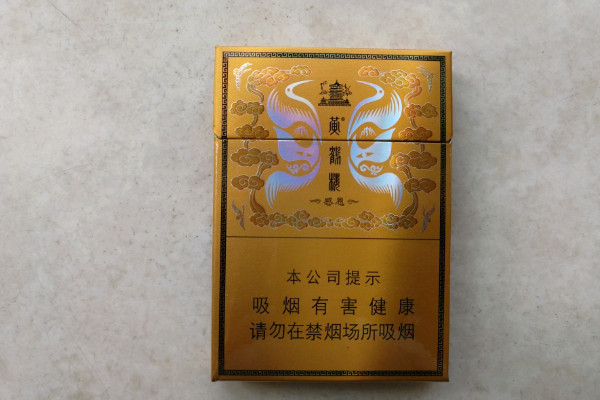 黄鹤楼
感恩
本公司提示
吸烟有害健康
请勿在禁烟场所吸烟